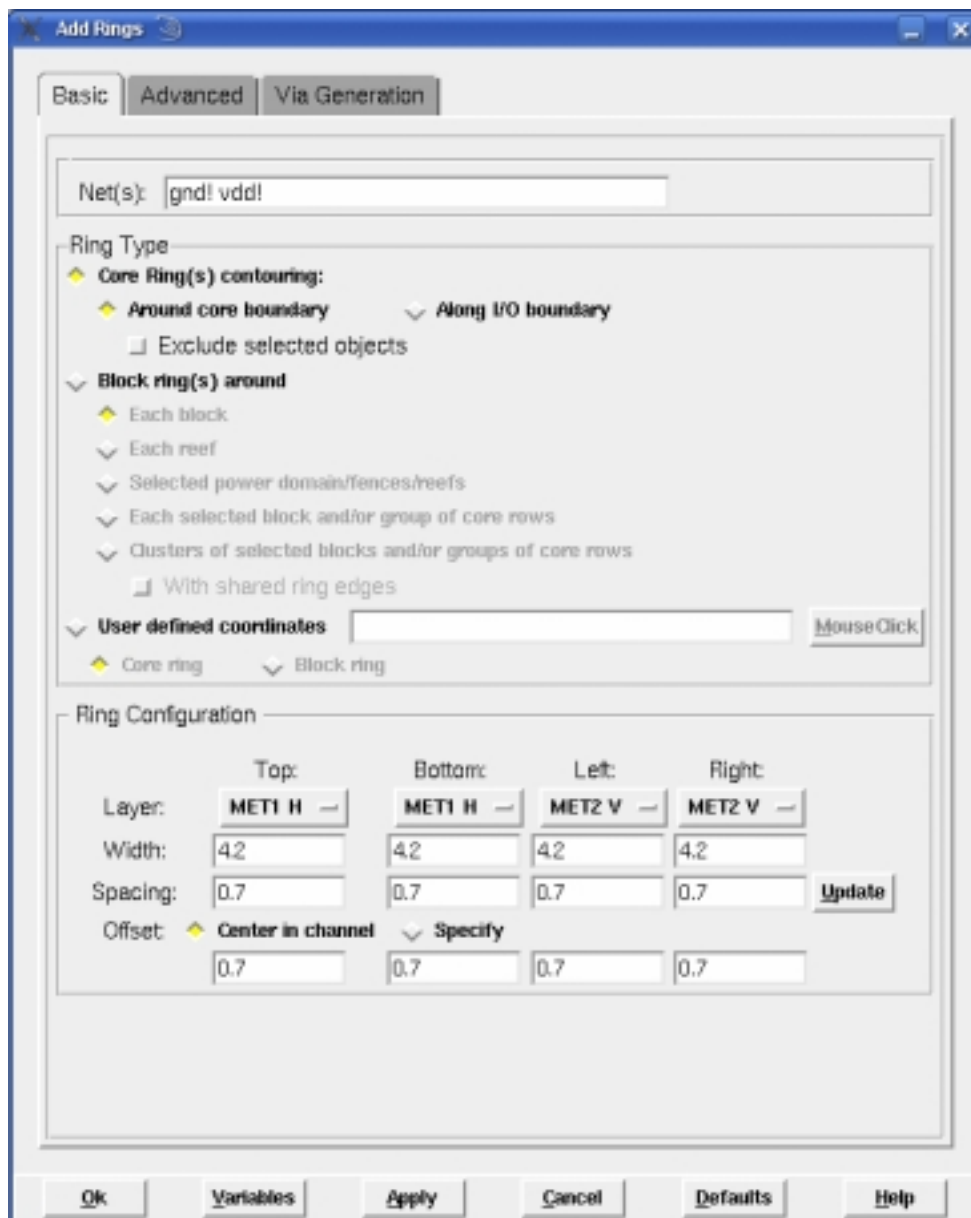 Add Rings
Basic Advanced Via Generation
Net(s): gnd! vdd!
Ring Type
Core Ring(s) contouring:
Around core boundary Along I/O boundary
Exclude selected objects
Block ring(s) around
Each block
Each reef
Selected power domain/fences/reefs
Each selected block and/or group of core rows
Clusters of selected blocks and/or groups of core rows
With shared ring edges
User defined coordinates MouseClick
Core ring Block ring
Ring Configuration
Top: Bottom: Left: Right:
Layer: MET1 H MET1 H MET2 V MET2 V
Width: 4.2 4.2 4.2 4.2
Spacing: 0.7 0.7 0.7 0.7 Update
Offset: Center in channel Specify
0.7 0.7 0.7 0.7
Ok Variables Apply Cancel Defaults Help